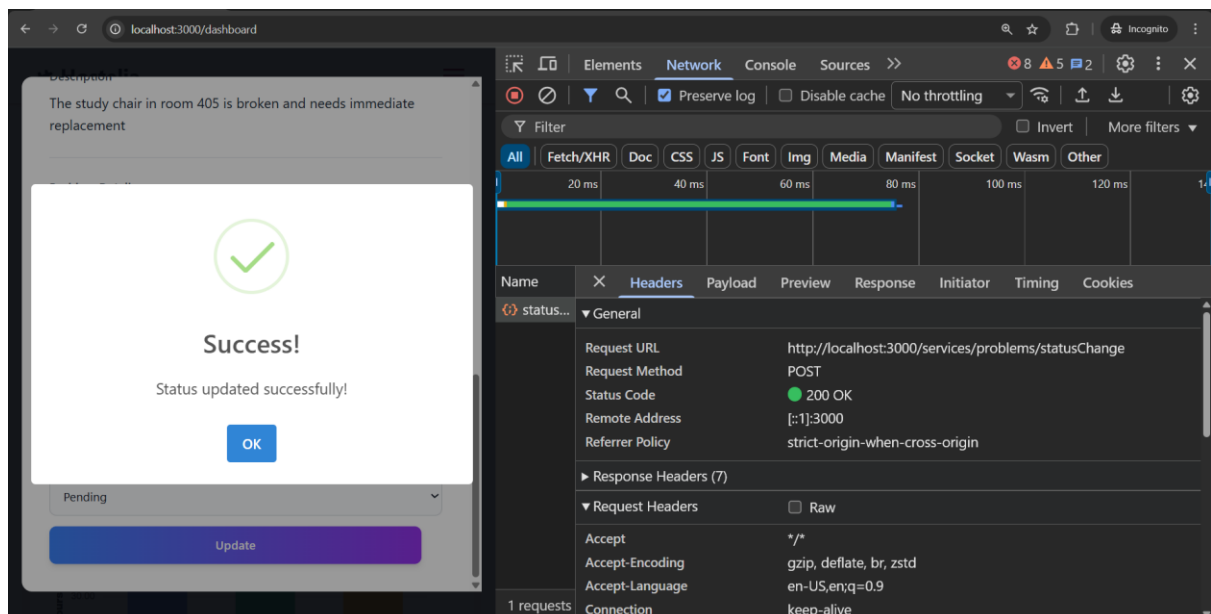 localhost:3000/dashboard
Incognito
Description
The study chair in room 405 is broken and needs immediate
replacement
Success!
Status updated successfully!
OK
Pending
Update
Elements Network Console Sources 8 5 2
Preserve log Disable cache No throttling
Filter Invert More filters
All Fetch/XHR Doc CSS JS Font Img Media Manifest Socket Wasm Other
20 ms 40 ms 60 ms 80 ms 100 ms 120 ms
Name Headers Payload Preview Response Initiator Timing Cookies
status...
General
Request URL http://localhost:3000/services/problems/statusChange
Request Method POST
Status Code 200 OK
Remote Address [::1]:3000
Referrer Policy strict-origin-when-cross-origin
Response Headers (7)
Request Headers Raw
Accept */*
Accept-Encoding gzip, deflate, br, zstd
Accept-Language en-US,en;q=0.9
Connection keep-alive
1 requests